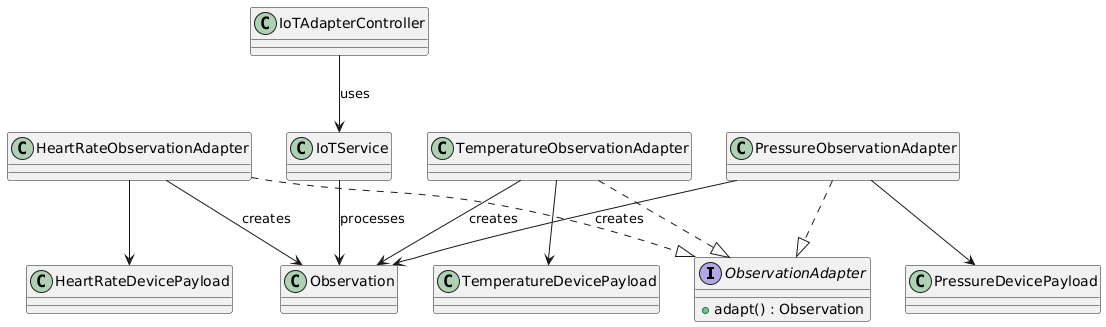 C IoTAdapterController
uses
C HeartRateObservationAdapter
C IoTService
C TemperatureObservationAdapter
C PressureObservationAdapter
creates
processes
creates
creates
C HeartRateDevicePayload
C Observation
C TemperatureDevicePayload
I ObservationAdapter
adapt() : Observation
C PressureDevicePayload